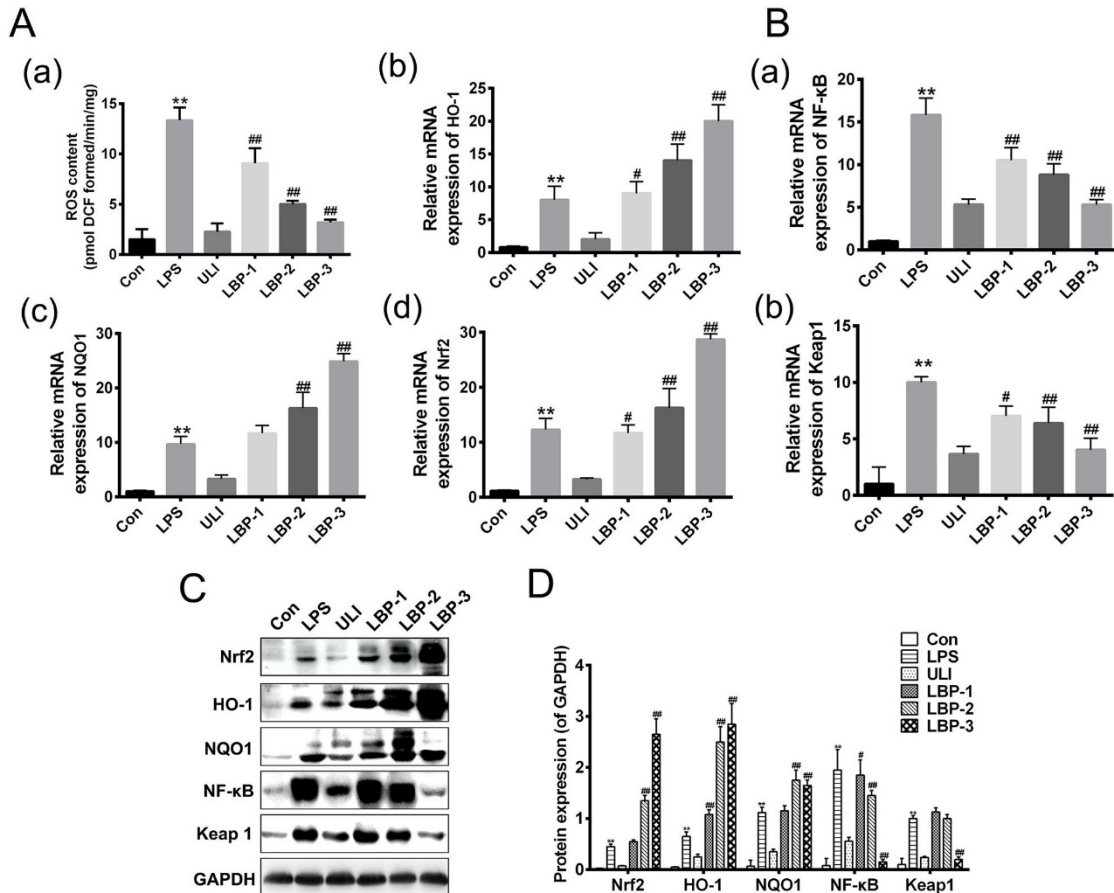 A
B
(a)
ROS content
(pmol DCF formed/min/mg)
15
10
5
0
**
##
##
##
Con
LPS
ULI
LBP-1
LBP-2
LBP-3
(b)
Relative mRNA
expression of HO-1
25
20
15
10
5
0
**
#
##
##
Con
LPS
ULI
LBP-1
LBP-2
LBP-3
(a)
Relative mRNA
expression of NF-κB
20
15
10
5
0
**
##
##
##
Con
LPS
ULI
LBP-1
LBP-2
LBP-3
(c)
Relative mRNA
expression of NQO1
30
20
10
0
**
##
##
Con
LPS
ULI
LBP-1
LBP-2
LBP-3
(d)
Relative mRNA
expression of Nrf2
30
20
10
0
**
#
##
##
Con
LPS
ULI
LBP-1
LBP-2
LBP-3
(b)
Relative mRNA
expression of Keap1
15
10
5
0
**
#
##
##
Con
LPS
ULI
LBP-1
LBP-2
LBP-3
C
Con
LPS
ULI
LBP-1
LBP-2
LBP-3
Nrf2
HO-1
NQO1
NF-κB
Keap 1
GAPDH
D
Con
LPS
ULI
LBP-1
LBP-2
LBP-3
Protein expression (of GAPDH)
4
3
2
1
0
**
##
##
**
##
##
##
**
##
##
**
#
##
##
**
##
Nrf2
HO-1
NQO1
NF-κB
Keap1